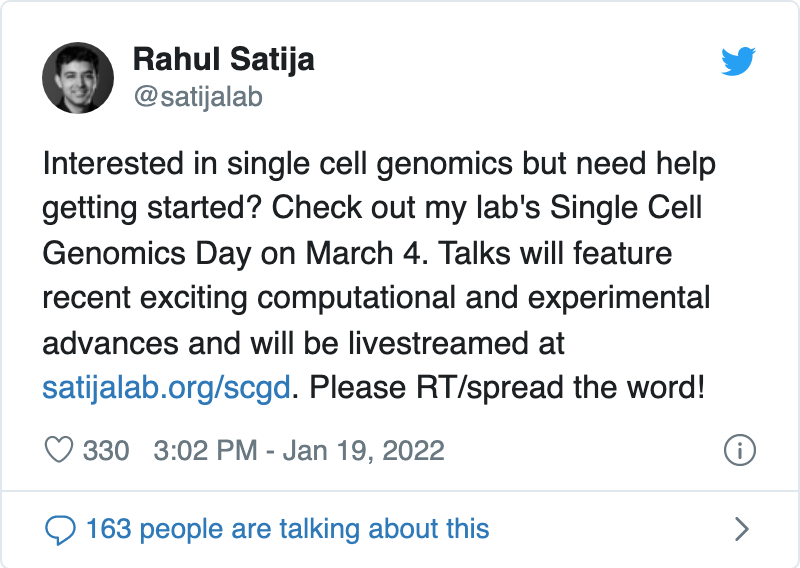 Rahul Satija
@satijalab
Interested in single cell genomics but need help
getting started? Check out my lab's Single Cell
Genomics Day on March 4. Talks will feature
recent exciting computational and experimental
advances and will be livestreamed at
satijalab.org/scgd. Please RT/spread the word!
330 3:02 PM - Jan 19, 2022
163 people are talking about this